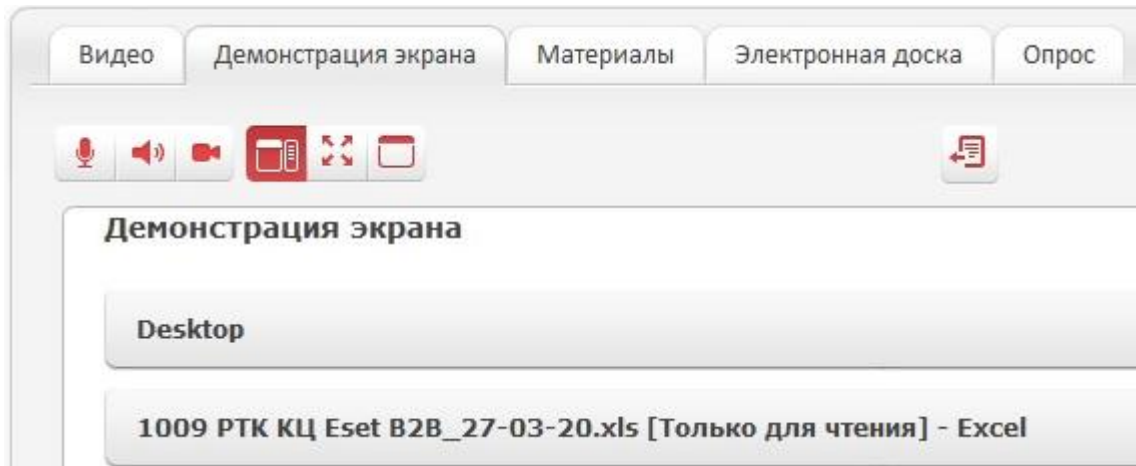 Видео Демонстрация экрана Материалы Электронная доска Опрос
Демонстрация экрана
Desktop
1009 РТК КЦ Eset B2B_27-03-20.xls [Только для чтения] - Excel